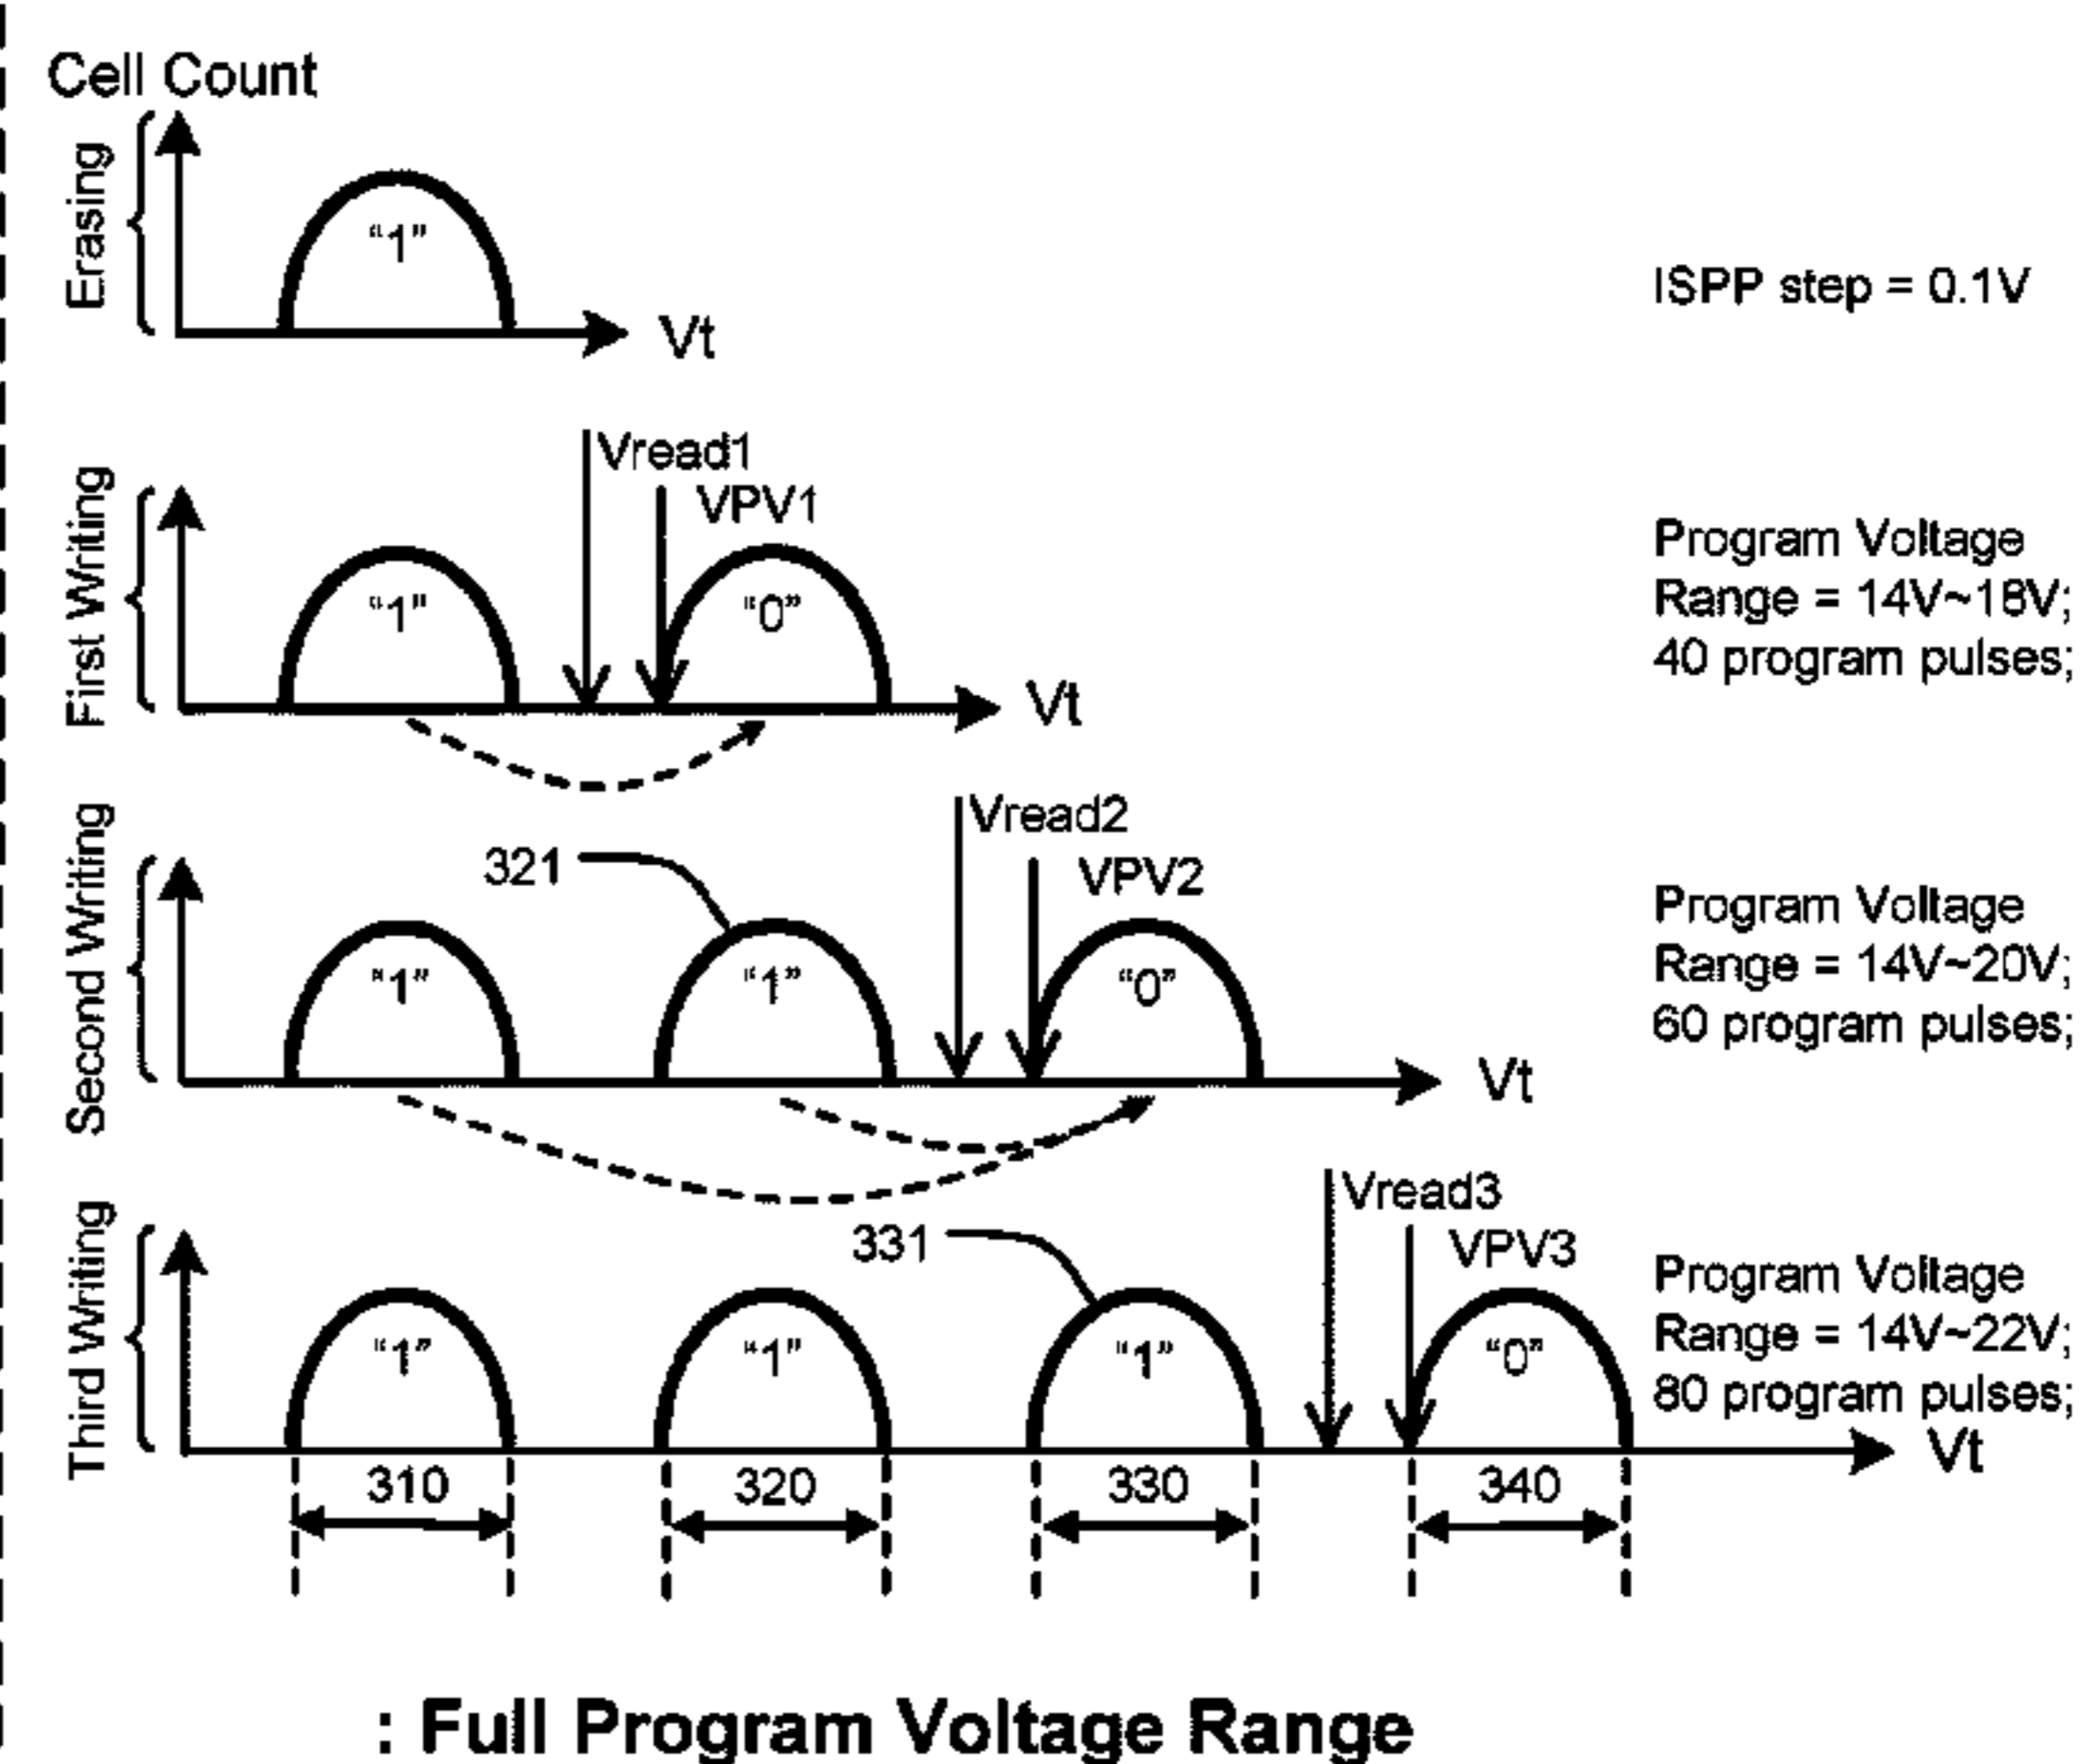 Cell Count
Erasing
“1”
Vt
ISPP step = 0.1V
First Writing
Vread1
VPV1
“1”
“0”
Vt
Program Voltage
Range = 14V~18V;
40 program pulses;
Second Writing
321
Vread2
VPV2
“1”
“1”
“0”
Vt
Program Voltage
Range = 14V~20V;
60 program pulses;
Third Writing
331
Vread3
VPV3
“1”
“1”
“1”
“0”
Vt
Program Voltage
Range = 14V~22V;
80 program pulses;
310
320
330
340
: Full Program Voltage Range